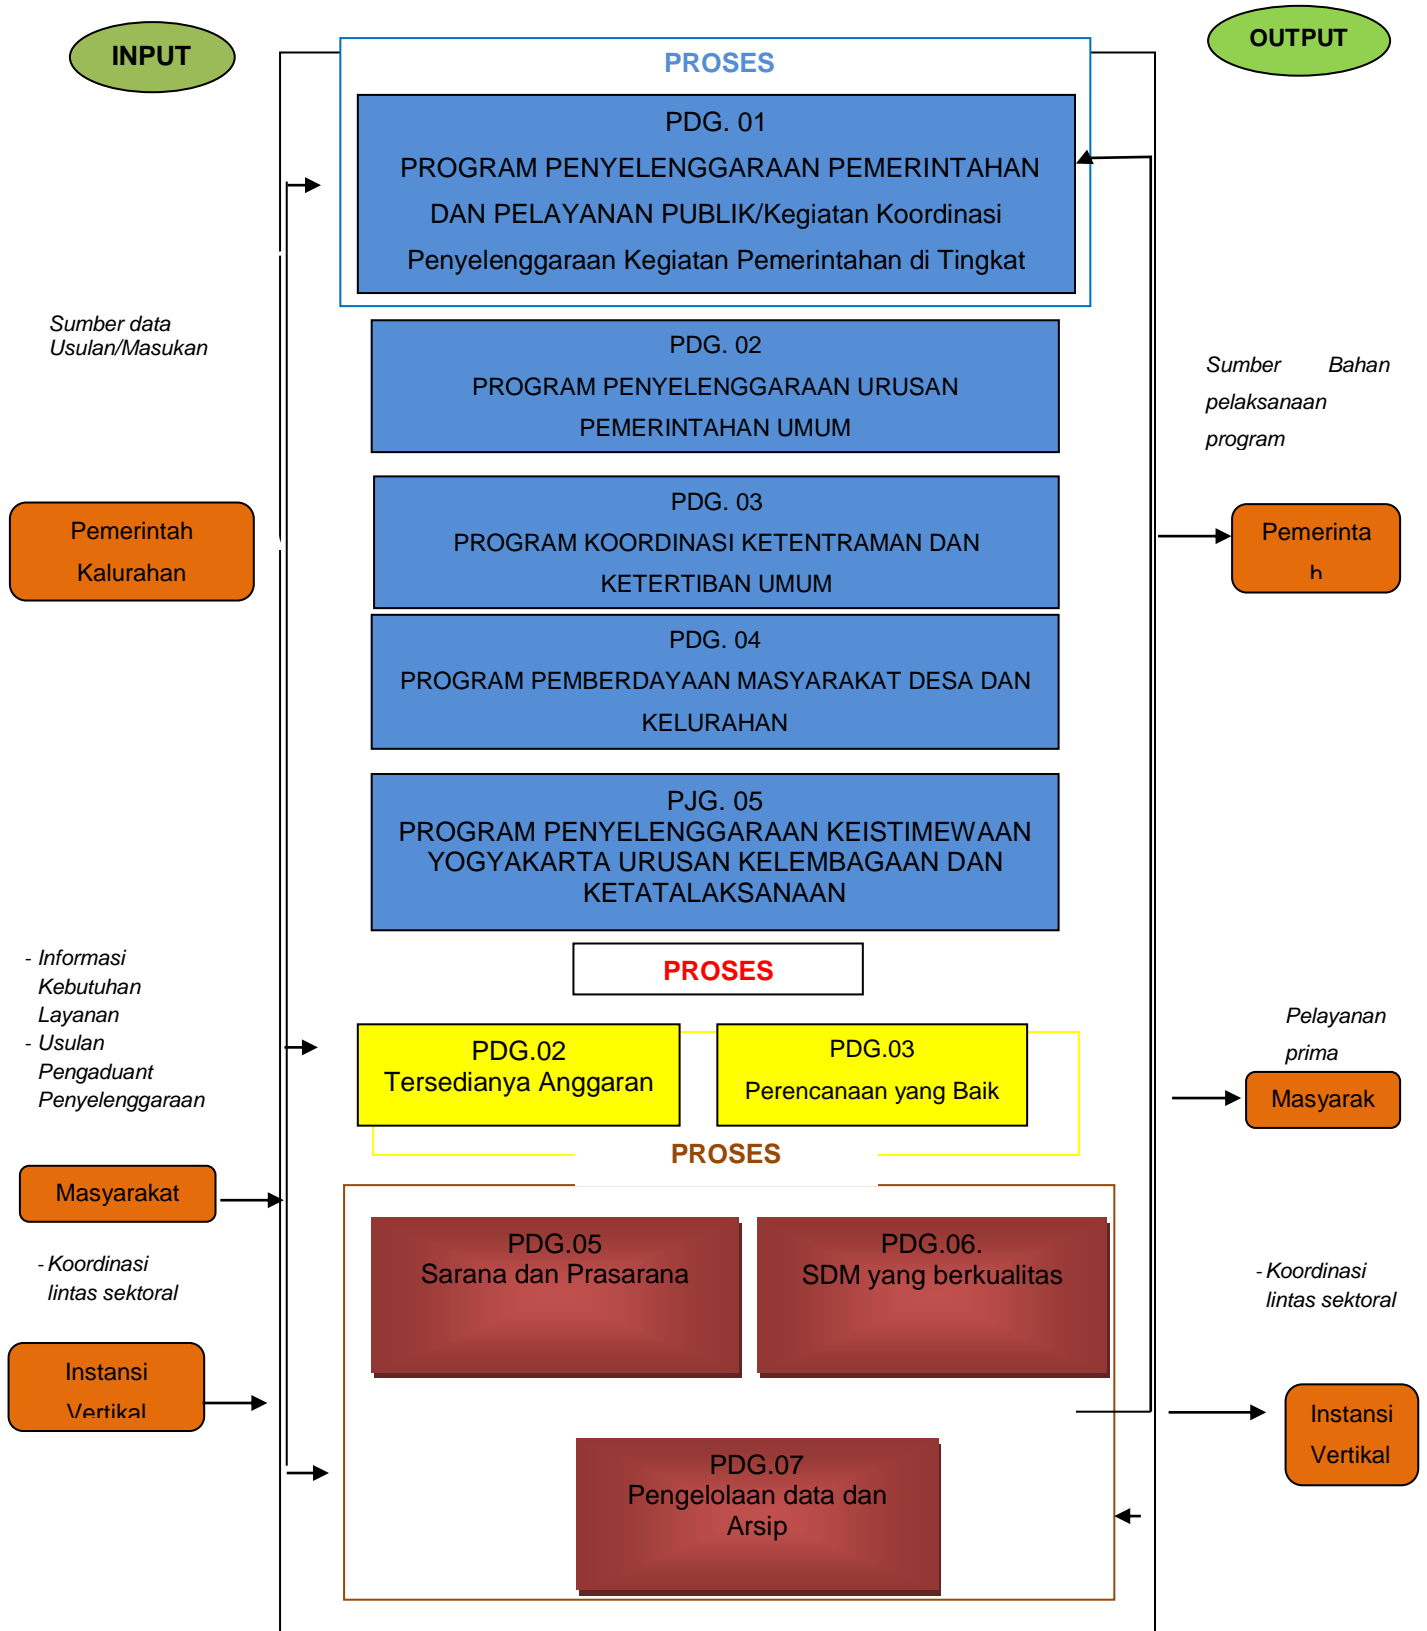 INPUT
OUTPUT
PROSES
PDG. 01
PROGRAM PENYELENGGARAAN PEMERINTAHAN
DAN PELAYANAN PUBLIK/Kegiatan Koordinasi
Penyelenggaraan Kegiatan Pemerintahan di Tingkat
Sumber data
Usulan/Masukan
PDG. 02
PROGRAM PENYELENGGARAAN URUSAN
PEMERINTAHAN UMUM
Sumber Bahan
pelaksanaan
program
Pemerintah
Kalurahan
PDG. 03
PROGRAM KOORDINASI KETENTRAMAN DAN
KETERTIBAN UMUM
Pemerinta
h
PDG. 04
PROGRAM PEMBERDAYAAN MASYARAKAT DESA DAN
KELURAHAN
PJG. 05
PROGRAM PENYELENGGARAAN KEISTIMEWAAN
YOGYAKARTA URUSAN KELEMBAGAAN DAN
KETATALAKSANAAN
- Informasi
Kebutuhan
Layanan
- Usulan
Pengaduant
Penyelenggaraan
PROSES
PDG.02
Tersedianya Anggaran
PDG.03
Perencanaan yang Baik
Pelayanan
prima
Masyarak
PROSES
Masyarakat
- Koordinasi
lintas sektoral
PDG.05
Sarana dan Prasarana
PDG.06.
SDM yang berkualitas
- Koordinasi
lintas sektoral
Instansi
Vertikal
Instansi
Vertikal
PDG.07
Pengelolaan data dan
Arsip